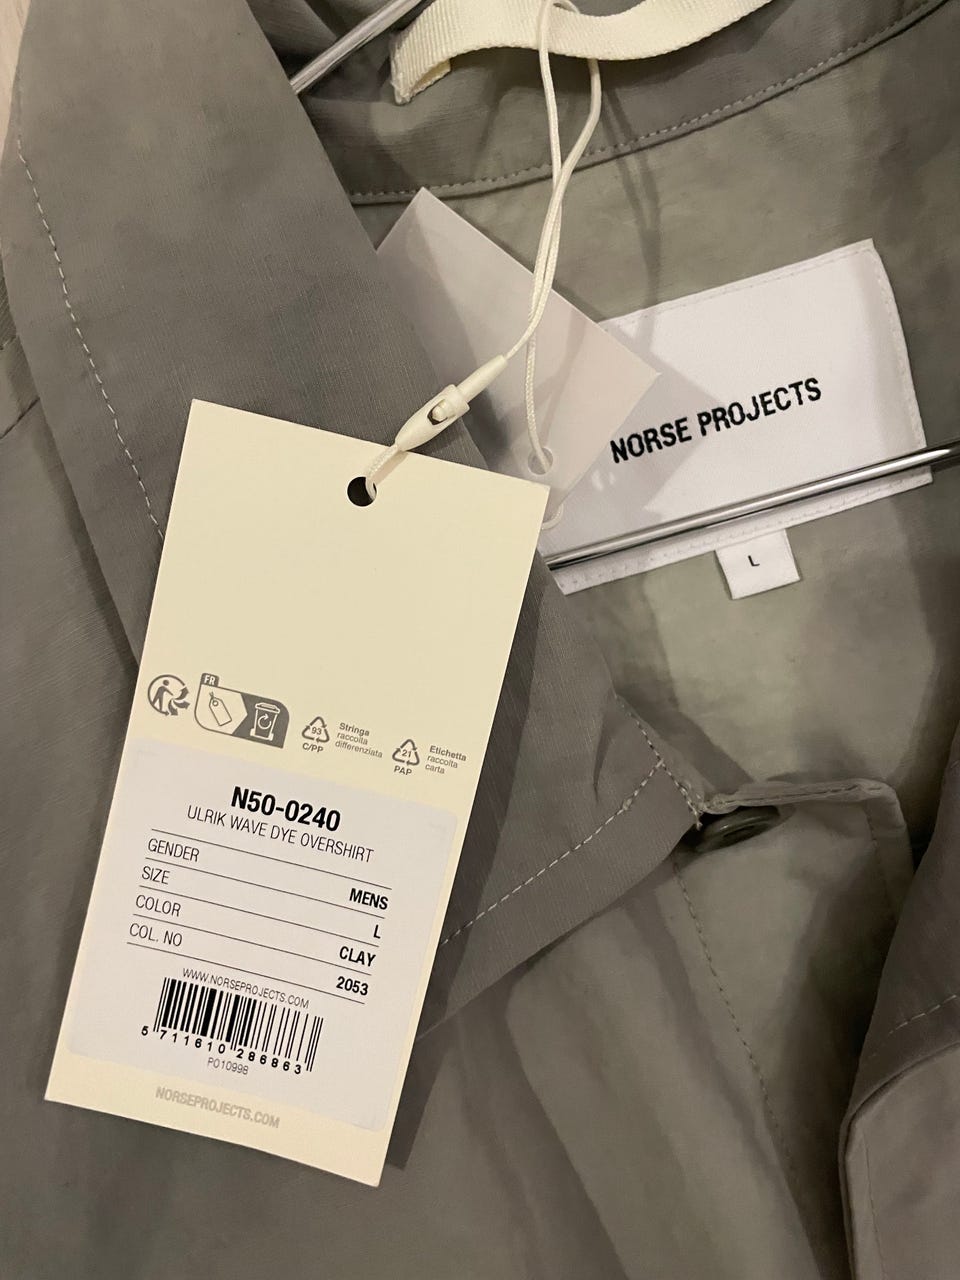 NORSE PROJECTS
L
FR
93
C/PP
Stringa
raccolta
differenziata
21
PAP
Etichetta
raccolta
carta
N50-0240
ULRIK WAVE DYE OVERSHIRT
GENDER MENS
SIZE L
COLOR CLAY
COL. NO 2053
WWW.NORSEPROJECTS.COM
5 711610 286863
PO10998
NORSEPROJECTS.COM